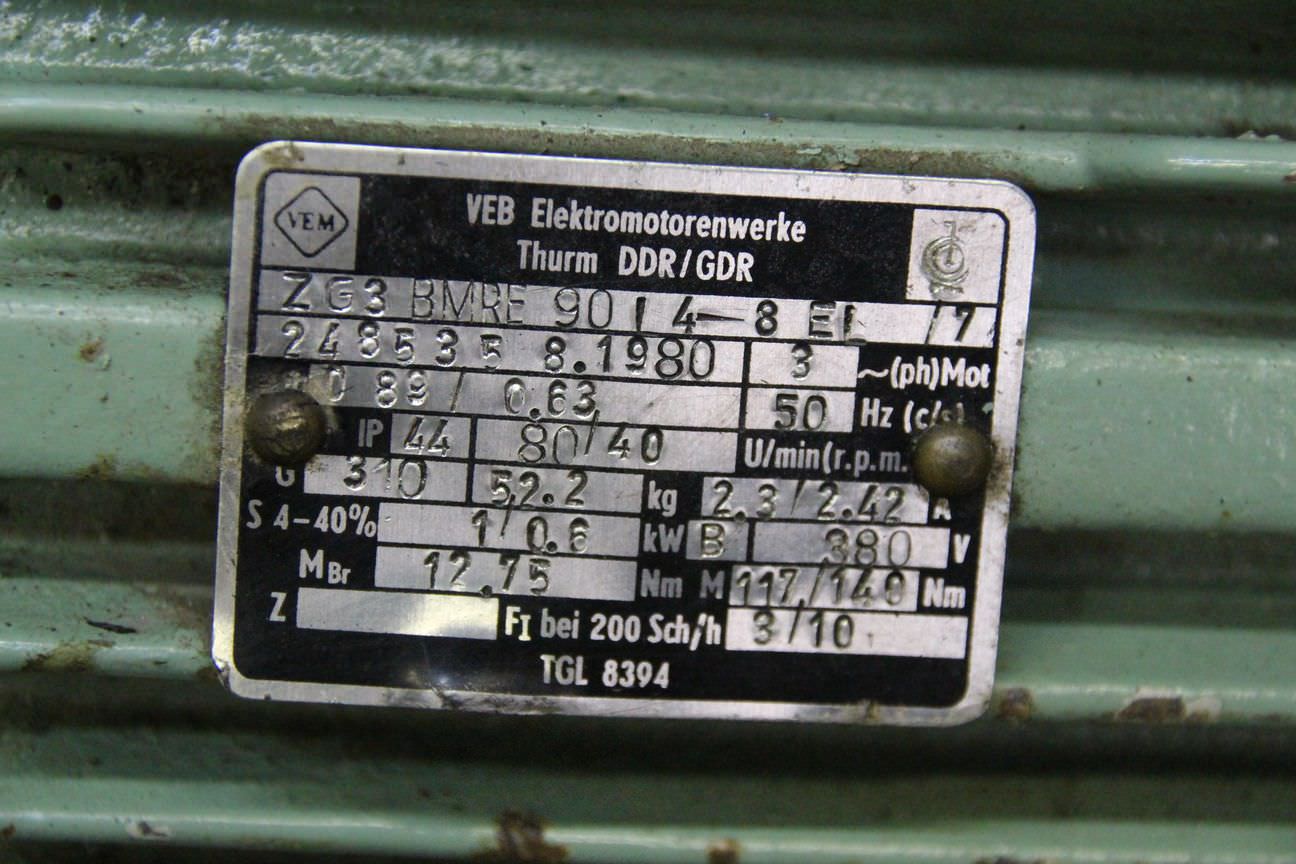 VEM
VEB Elektromotorenwerke
Thurm DDR/GDR
ZG3 BMRE 90 L 4-8 EL /7
248535 8.1980 3 ~(ph)Mot
0 89/ 0.63 50 Hz (c/s)
IP 44 80/40 U/min(r.p.m.
G 310 52.2 kg 2.3/2.42 A
S 4-40% 1/0.6 kW B 380 V
MBr 12.75 Nm M 117/140 Nm
Z FI bei 200 Sch/h 3/10
TGL 8394